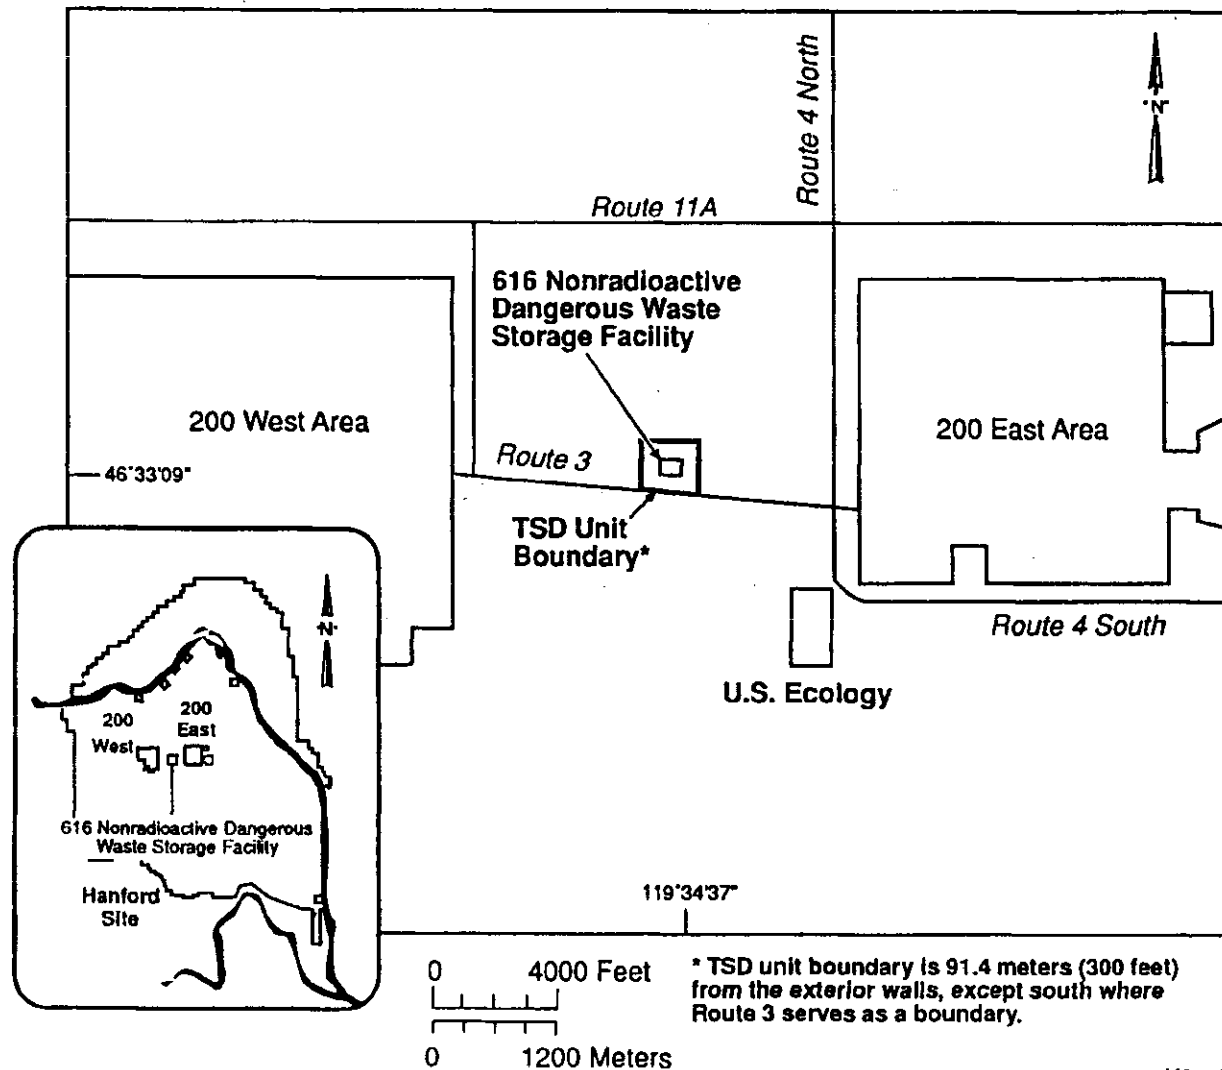 Route 4 North
N
Route 11A
616 Nonradioactive
Dangerous Waste
Storage Facility
200 West Area
200 East Area
Route 3
46°33'09"
TSD Unit
Boundary*
Route 4 South
U.S. Ecology
N
200
West
200
East
616 Nonradioactive Dangerous
Waste Storage Facility
Hanford
Site
119°34'37"
0 4000 Feet
0 1200 Meters
* TSD unit boundary is 91.4 meters (300 feet)
from the exterior walls, except south where
Route 3 serves as a boundary.